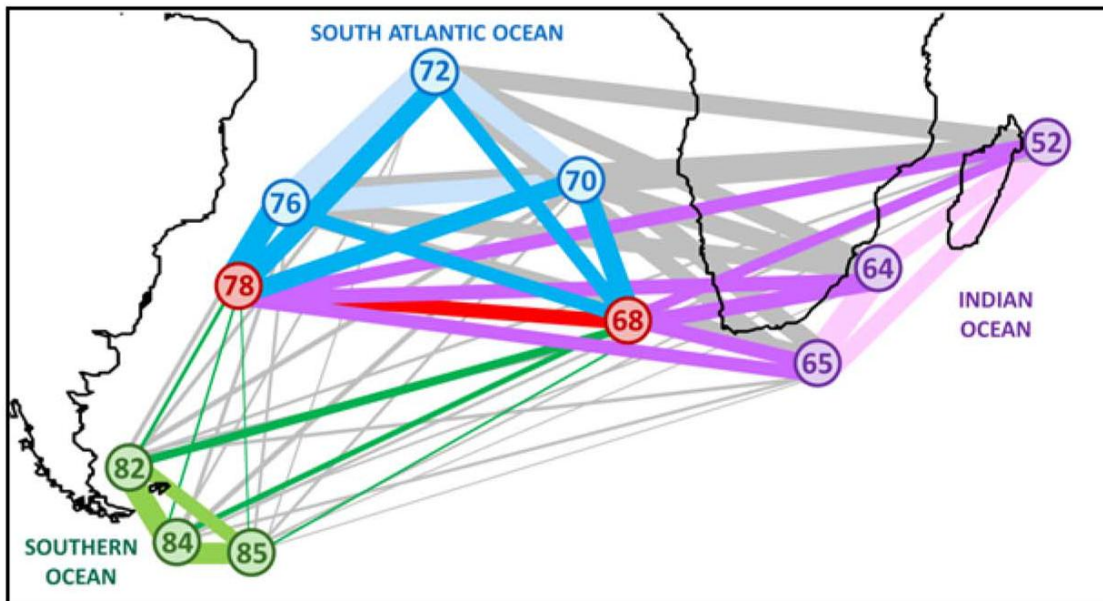 SOUTH ATLANTIC OCEAN
72
52
70
76
64
78
INDIAN
OCEAN
68
65
82
84
85
SOUTHERN
OCEAN